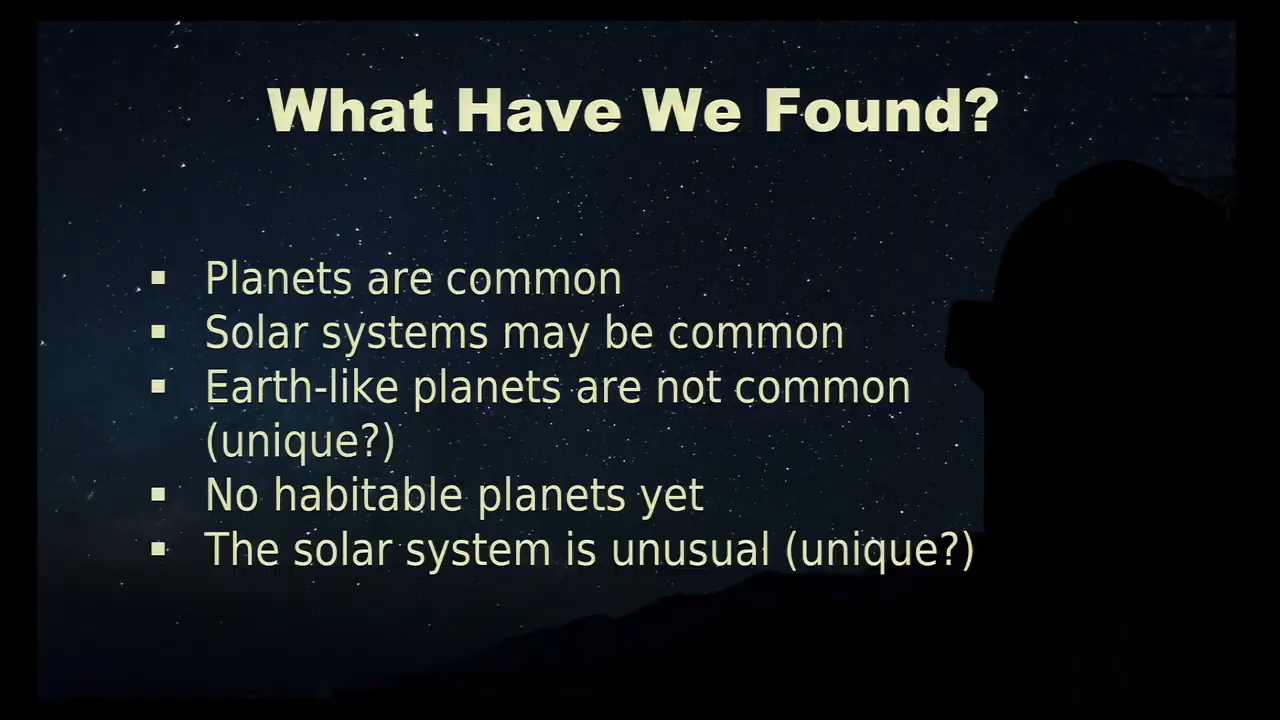 What Have We Found?
▪ Planets are common
▪ Solar systems may be common
▪ Earth-like planets are not common
(unique?)
▪ No habitable planets yet
▪ The solar system is unusual (unique?)